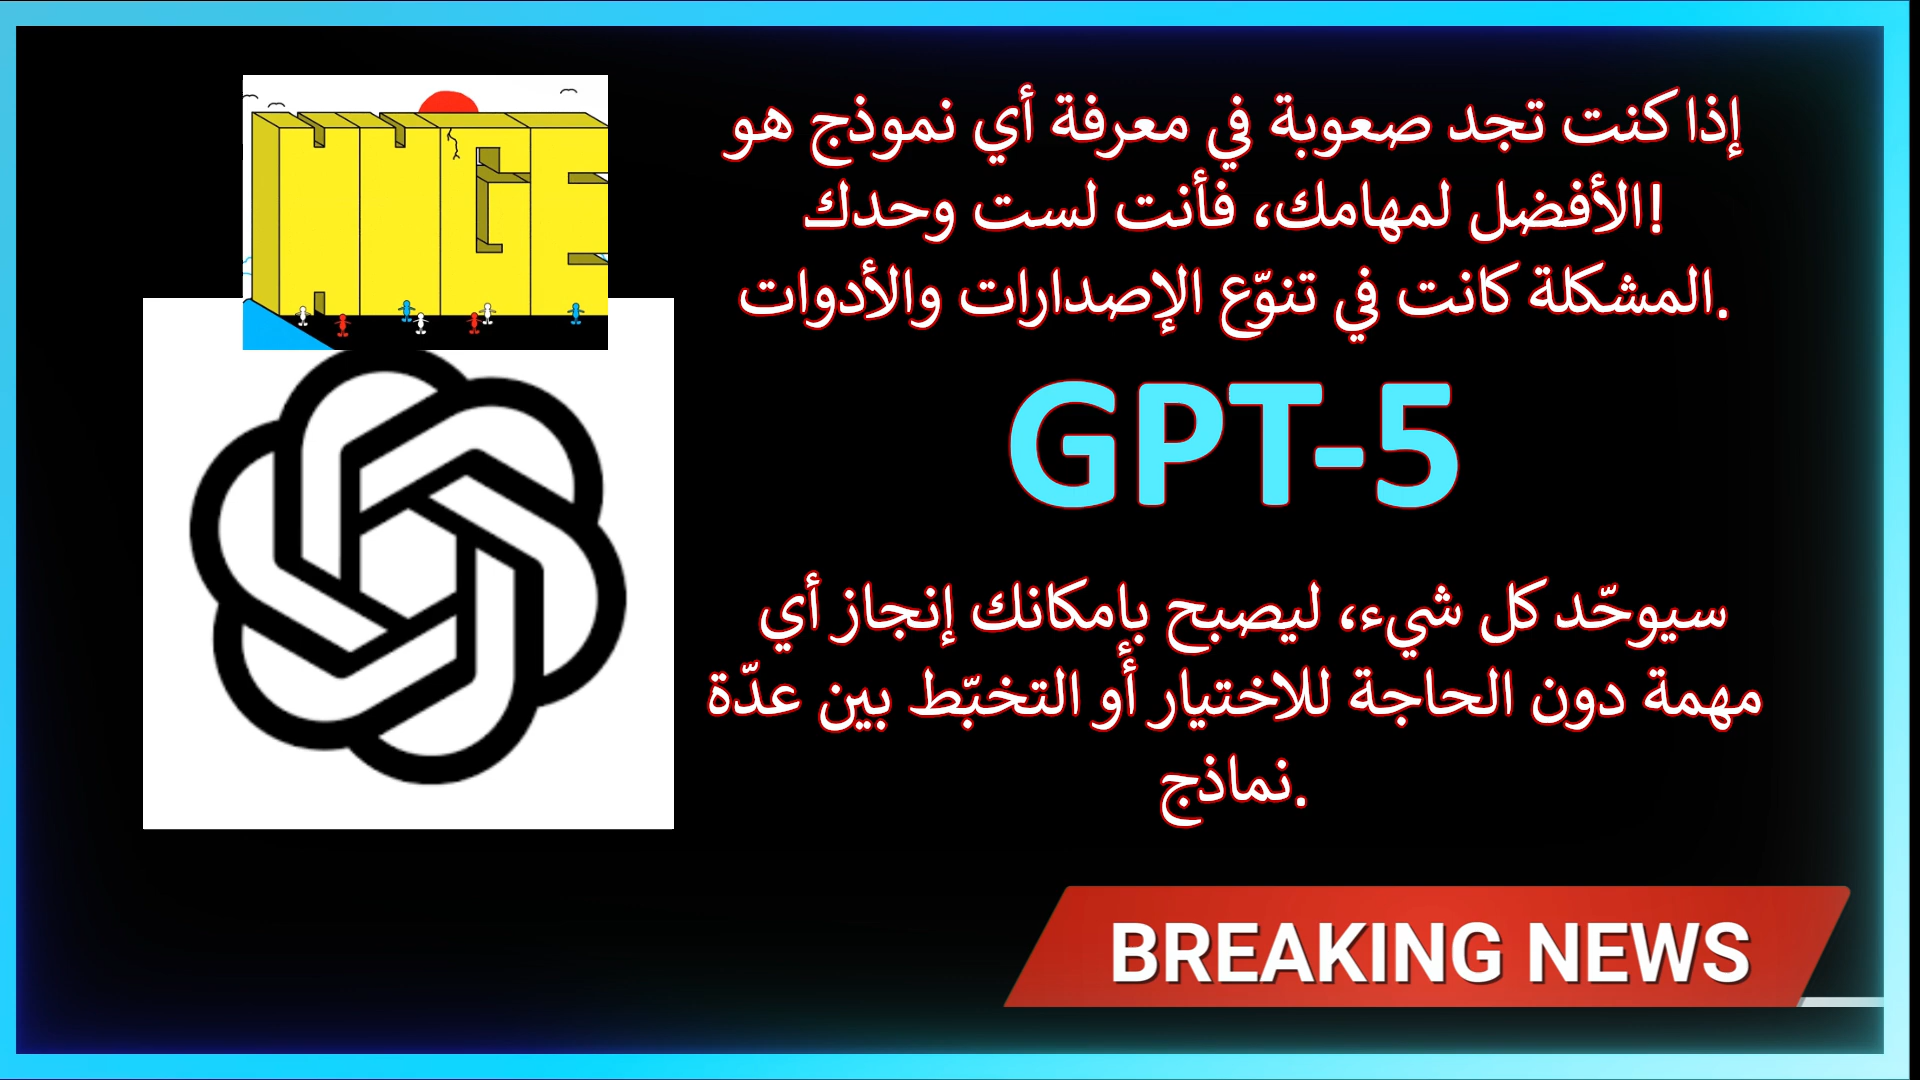 HUGE
إذا كنت تجد صعوبة في معرفة أي نموذج هو
الأفضل لمهامك، فأنت لست وحدك!
المشكلة كانت في تنوّع الإصدارات والأدوات.
GPT-5
سيوحّد كل شيء، ليصبح بإمكانك إنجاز أي
مهمة دون الحاجة للاختيار أو التخبّط بين عدّة
نماذج.
BREAKING NEWS